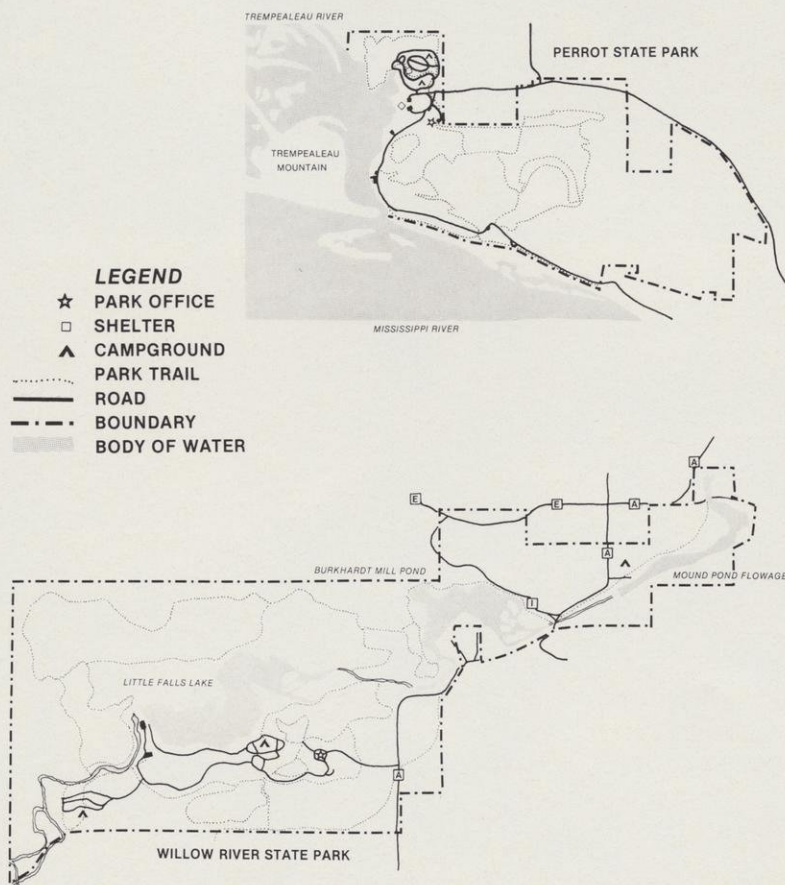 TREMPEALEAU RIVER
PERROT STATE PARK
TREMPEALEAU
MOUNTAIN
MISSISSIPPI RIVER
LEGEND
PARK OFFICE
SHELTER
CAMPGROUND
PARK TRAIL
ROAD
BOUNDARY
BODY OF WATER
A
E
E
A
A
BURKHARDT MILL POND
MOUND POND FLOWAGE
I
LITTLE FALLS LAKE
A
WILLOW RIVER STATE PARK